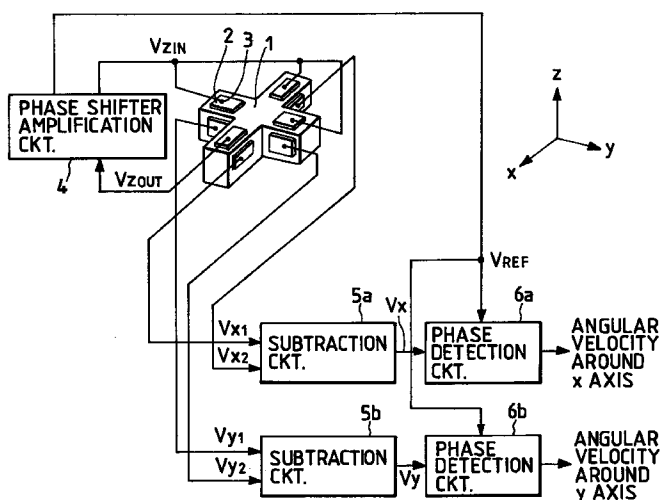 VZIN
2
3
1
PHASE SHIFTER
AMPLIFICATION
CKT.
4
VZOUT
z
x
y
VREF
5a
Vx
6a
Vx1
Vx2
SUBTRACTION
CKT.
PHASE
DETECTION
CKT.
ANGULAR
VELOCITY
AROUND
x AXIS
5b
6b
Vy1
Vy2
SUBTRACTION
CKT.
Vy
PHASE
DETECTION
CKT.
ANGULAR
VELOCITY
AROUND
y AXIS